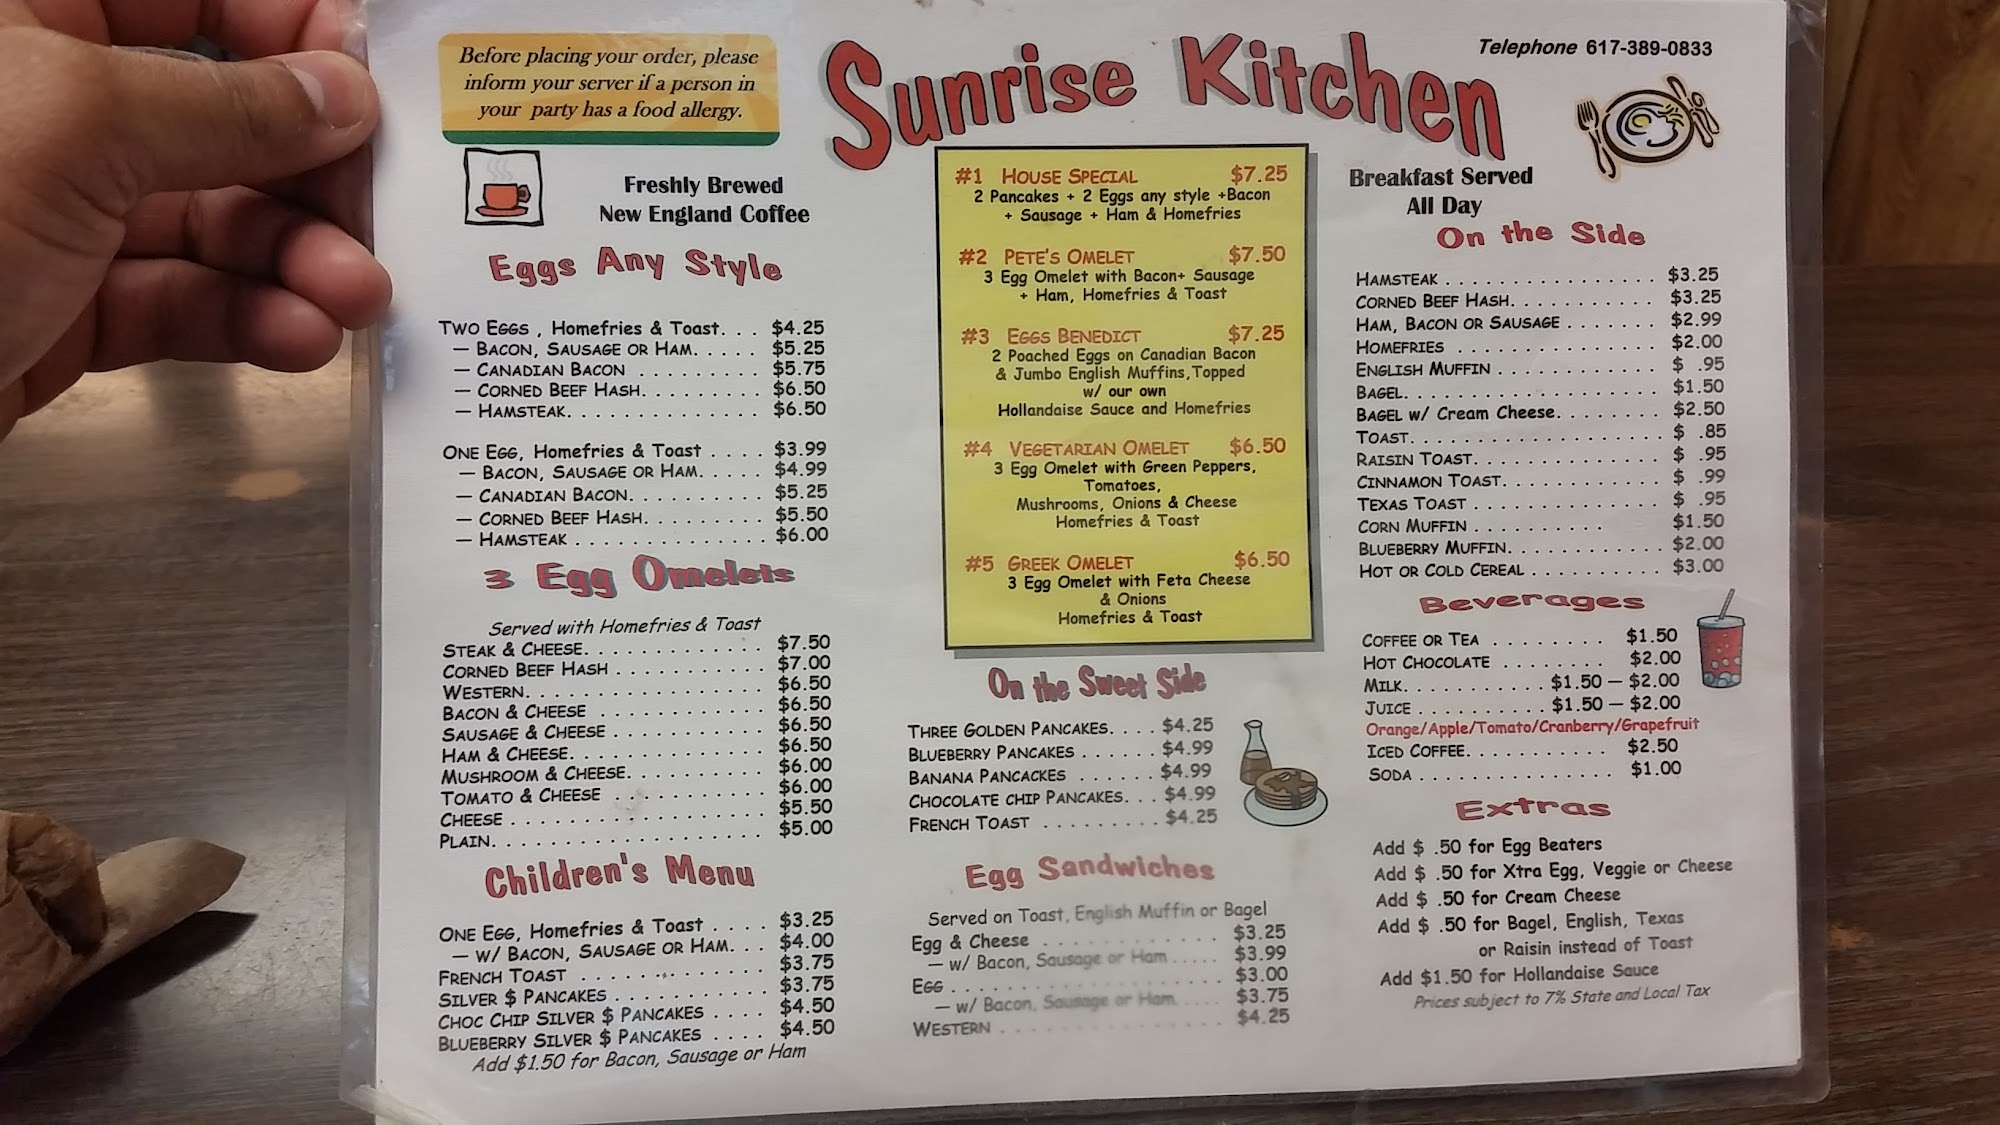 Before placing your order, please
inform your server if a person in
your party has a food allergy.
Sunrise Kitchen
Telephone 617-389-0833
Freshly Brewed
New England Coffee
Eggs Any Style
TWO EGGS , Homefries & Toast. . . $4.25
— BACON, SAUSAGE OR HAM. . . . . $5.25
— CANADIAN BACON . . . . . . . . . $5.75
— CORNED BEEF HASH. . . . . . . . . $6.50
— HAMSTEAK. . . . . . . . . . . . . . $6.50
ONE EGG, Homefries & Toast . . . . $3.99
— BACON, SAUSAGE OR HAM. . . . . $4.99
— CANADIAN BACON. . . . . . . . . . $5.25
— CORNED BEEF HASH. . . . . . . . . $5.50
— HAMSTEAK . . . . . . . . . . . . . . $6.00
3 Egg Omelets
Served with Homefries & Toast
STEAK & CHEESE. . . . . . . . . . . . . $7.50
CORNED BEEF HASH . . . . . . . . . . . $7.00
WESTERN. . . . . . . . . . . . . . . . . . $6.50
BACON & CHEESE . . . . . . . . . . . . $6.50
SAUSAGE & CHEESE . . . . . . . . . . . $6.50
HAM & CHEESE. . . . . . . . . . . . . . $6.50
MUSHROOM & CHEESE. . . . . . . . . . $6.00
TOMATO & CHEESE . . . . . . . . . . . $6.00
CHEESE . . . . . . . . . . . . . . . . . . . $5.50
PLAIN. . . . . . . . . . . . . . . . . . . . . $5.00
Children's Menu
ONE EGG, Homefries & Toast . . . . $3.25
— W/ BACON, SAUSAGE OR HAM. . . $4.00
FRENCH TOAST . . . . . . . . . . . . . . $3.75
SILVER $ PANCAKES . . . . . . . . . . . . $3.75
CHOC CHIP SILVER $ PANCAKES . . . . $4.50
BLUEBERRY SILVER $ PANCAKES . . . . $4.50
Add $1.50 for Bacon, Sausage or Ham
#1 HOUSE SPECIAL $7.25
2 Pancakes + 2 Eggs any style +Bacon
+ Sausage + Ham & Homefries
#2 PETE'S OMELET $7.50
3 Egg Omelet with Bacon+ Sausage
+ Ham, Homefries & Toast
#3 EGGS BENEDICT $7.25
2 Poached Eggs on Canadian Bacon
& Jumbo English Muffins,Topped
w/ our own
Hollandaise Sauce and Homefries
#4 VEGETARIAN OMELET $6.50
3 Egg Omelet with Green Peppers,
Tomatoes,
Mushrooms, Onions & Cheese
Homefries & Toast
#5 GREEK OMELET $6.50
3 Egg Omelet with Feta Cheese
& Onions
Homefries & Toast
On the Sweet Side
THREE GOLDEN PANCAKES. . . . $4.25
BLUEBERRY PANCAKES . . . . . . . $4.99
BANANA PANCACKES . . . . . . . $4.99
CHOCOLATE CHIP PANCAKES. . . $4.99
FRENCH TOAST . . . . . . . . . . $4.25
Egg Sandwiches
Served on Toast, English Muffin or Bagel
Egg & Cheese . . . . . . . . . . . . $3.25
— w/ Bacon, Sausage or Ham . . . . . $3.99
EGG . . . . . . . . . . . . . . . . . . . . $3.00
— w/ Bacon, Sausage or Ham. . . . . $3.75
WESTERN . . . . . . . . . . . . . . . . $4.25
Breakfast Served
All Day
On the Side
HAMSTEAK . . . . . . . . . . . . . . . . . $3.25
CORNED BEEF HASH. . . . . . . . . . . $3.25
HAM, BACON OR SAUSAGE . . . . . . . $2.99
HOMEFRIES . . . . . . . . . . . . . . . . $2.00
ENGLISH MUFFIN . . . . . . . . . . . . . $ .95
BAGEL. . . . . . . . . . . . . . . . . . . . . $1.50
BAGEL W/ Cream Cheese. . . . . . . . $2.50
TOAST. . . . . . . . . . . . . . . . . . . . . $ .85
RAISIN TOAST. . . . . . . . . . . . . . . $ .95
CINNAMON TOAST. . . . . . . . . . . . $ .99
TEXAS TOAST . . . . . . . . . . . . . . . $ .95
CORN MUFFIN . . . . . . . . . . $1.50
BLUEBERRY MUFFIN. . . . . . . . . . . . $2.00
HOT OR COLD CEREAL . . . . . . . . . . $3.00
Beverages
COFFEE OR TEA . . . . . . . . . $1.50
HOT CHOCOLATE . . . . . . . . $2.00
MILK. . . . . . . . . . . . $1.50 — $2.00
JUICE . . . . . . . . . . . $1.50 — $2.00
Orange/Apple/Tomato/Cranberry/Grapefruit
ICED COFFEE. . . . . . . . . . . $2.50
SODA . . . . . . . . . . . . . . . . $1.00
Extras
Add $ .50 for Egg Beaters
Add $ .50 for Xtra Egg, Veggie or Cheese
Add $ .50 for Cream Cheese
Add $ .50 for Bagel, English, Texas
or Raisin instead of Toast
Add $1.50 for Hollandaise Sauce
Prices subject to 7% State and Local Tax